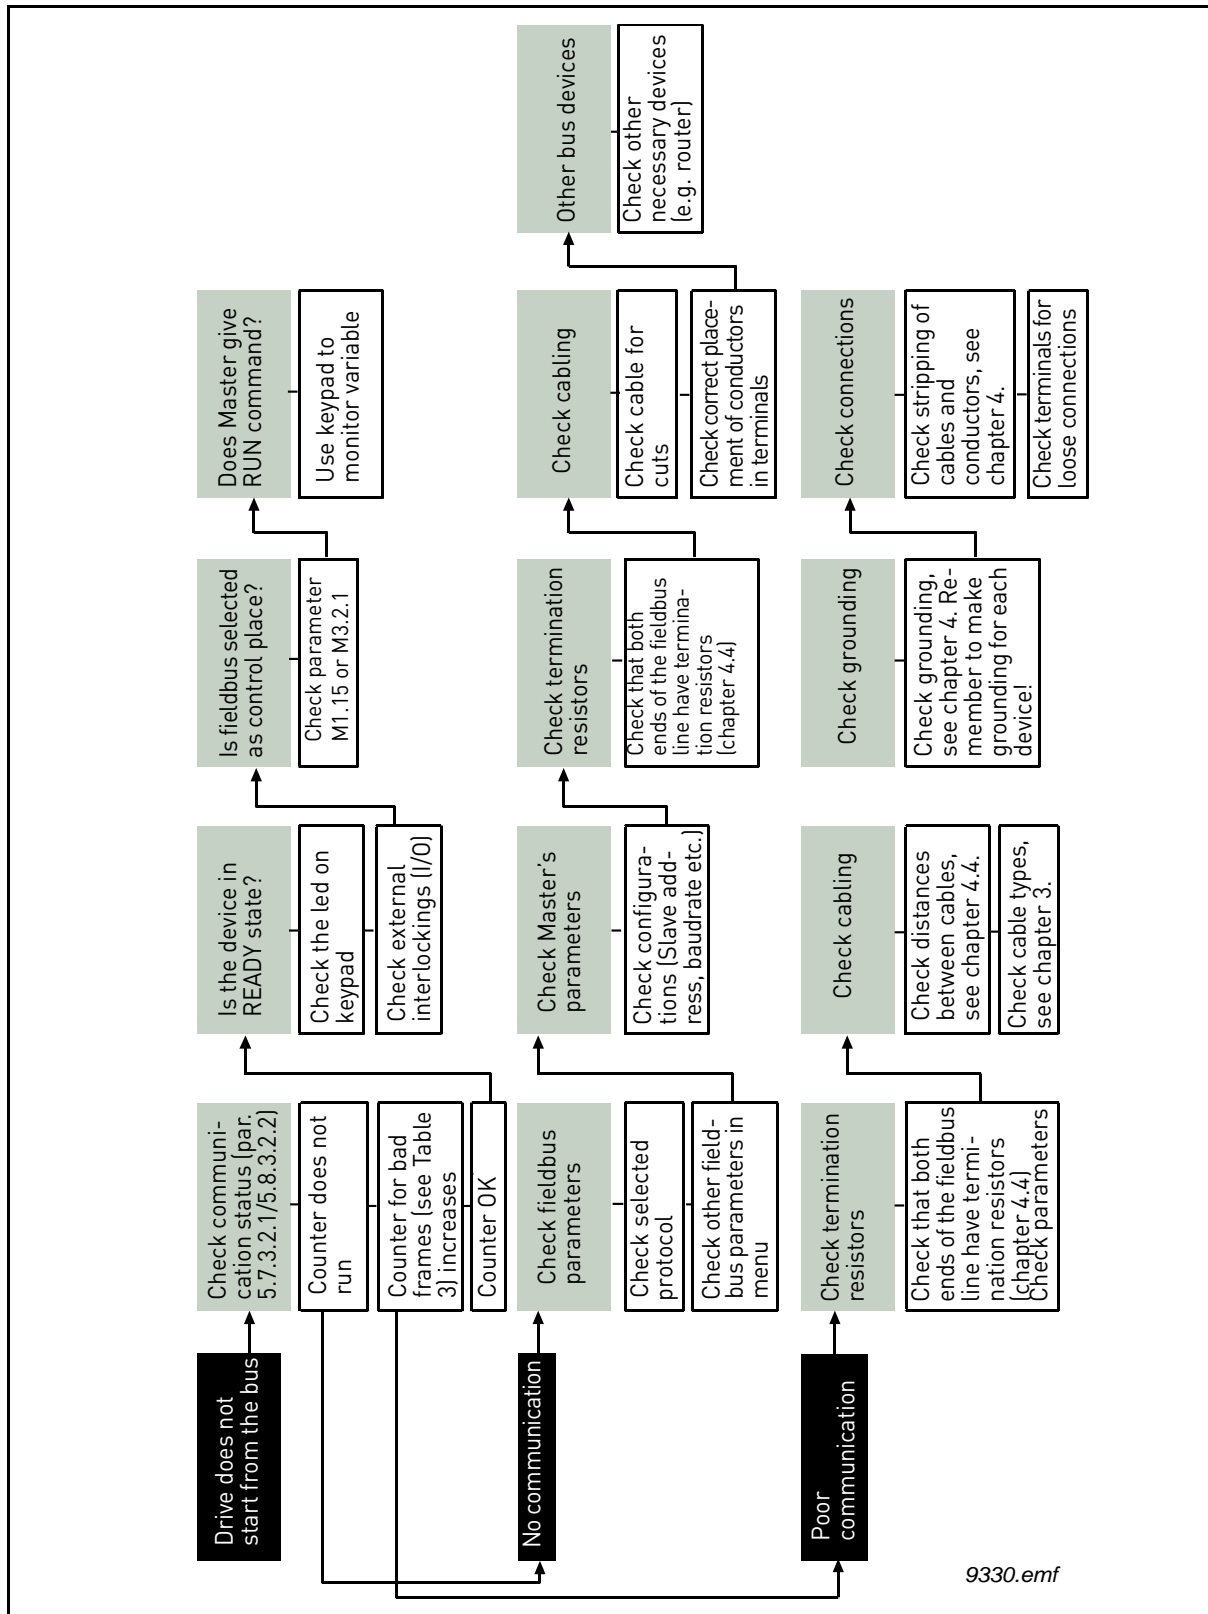 Drive does not
start from the bus
Check communi-
cation status (par.
5.7.3.2.1/5.8.3.2.2)
Counter does not
run
Counter for bad
frames (see Table
3) increases
Counter OK
Is the device in
READY state?
Check the led on
keypad
Check external
interlockings (I/O)
Is fieldbus selected
as control place?
Check parameter
M1.15 or M3.2.1
Does Master give
RUN command?
Use keypad to
monitor variable
No communication
Check fieldbus
parameters
Check selected
protocol
Check other field-
bus parameters in
menu
Check Master's
parameters
Check configura-
tions (Slave add-
ress, baudrate etc.)
Check termination
resistors
Check that both
ends of the fieldbus
line have termina-
tion resistors
(chapter 4.4)
Check cabling
Check cable for
cuts
Check correct place-
ment of conductors
in terminals
Other bus devices
Check other
necessary devices
(e.g. router)
Poor
communication
Check termination
resistors
Check that both
ends of the fieldbus
line have termi-
nation resistors
(chapter 4.4)
Check parameters
Check cabling
Check distances
between cables,
see chapter 4.4.
Check cable types,
see chapter 3.
Check grounding
Check grounding,
see chapter 4. Re-
member to make
grounding for each
device!
Check connections
Check stripping of
cables and
conductors, see
chapter 4.
Check terminals for
loose connections
9330.emf